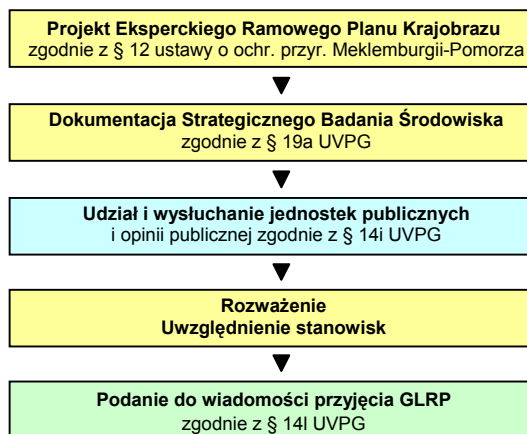 Projekt Eksperckiego Ramowego Planu Krajobrazu
zgodnie z § 12 ustawy o ochr. przyr. Meklemburgii-Pomorza
Dokumentacja Strategicznego Badania Środowiska
zgodnie z § 19a UVPG
Udział i wysłuchanie jednostek publicznych
i opinii publicznej zgodnie z § 14i UVPG
Rozważenie
Uwzględnienie stanowisk
Podanie do wiadomości przyjęcia GLRP
zgodnie z § 14l UVPG